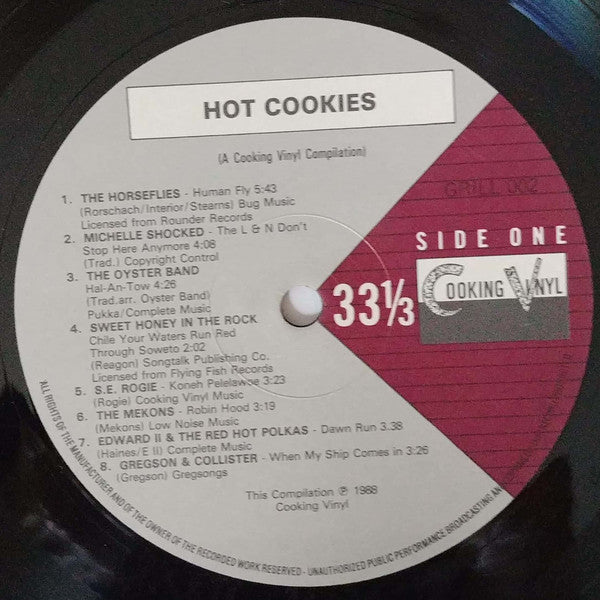 HOT COOKIES
(A Cooking Vinyl Compilation)
1. THE HORSEFLIES - Human Fly 5:43
(Rorschach/Interior/Stearns) Bug Music
Licensed from Rounder Records
2. MICHELLE SHOCKED - The L & N Don't
Stop Here Anymore 4:08
(Trad.) Copyright Control
3. THE OYSTER BAND
Hal-An-Tow 4:26
(Trad.arr. Oyster Band)
Pukka/Complete Music
4. SWEET HONEY IN THE ROCK
Chile Your Waters Run Red
Through Soweto 2:02
(Reagon) Songtalk Publishing Co.
Licensed from Flying Fish Records
5. S.E. ROGIE - Koneh Pelelawoe 3:23
(Rogie) Cooking Vinyl Music
6. THE MEKONS - Robin Hood 3:19
(Mekons) Low Noise Music
7. EDWARD II & THE RED HOT POLKAS - Dawn Run 3.38
(Haines/E II) Complete Music
8. GREGSON & COLLISTER - When My Ship Comes in 3:26
(Gregson) Gregsongs
This Compilation ℗ 1988
Cooking Vinyl
GRILL 002
SIDE ONE
COOKING VINYL
33⅓
ALL RIGHTS OF THE MANUFACTURER AND OF THE OWNER OF THE RECORDED WORK RESERVED - UNAUTHORIZED PUBLIC PERFORMANCE BROADCASTING AN